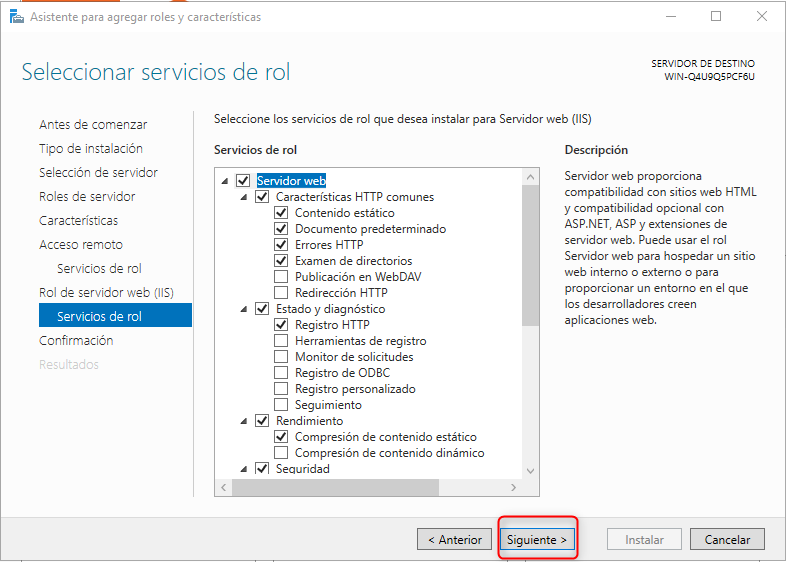 Asistente para agregar roles y características
Seleccionar servicios de rol
SERVIDOR DE DESTINO
WIN-Q4U9Q5PCF6U
Antes de comenzar
Tipo de instalación
Selección de servidor
Roles de servidor
Características
Acceso remoto
Servicios de rol
Rol de servidor web (IIS)
Servicios de rol
Confirmación
Resultados
Seleccione los servicios de rol que desea instalar para Servidor web (IIS)
Servicios de rol
Servidor web
Características HTTP comunes
Contenido estático
Documento predeterminado
Errores HTTP
Examen de directorios
Publicación en WebDAV
Redirección HTTP
Estado y diagnóstico
Registro HTTP
Herramientas de registro
Monitor de solicitudes
Registro de ODBC
Registro personalizado
Seguimiento
Rendimiento
Compresión de contenido estático
Compresión de contenido dinámico
Seguridad
Descripción
Servidor web proporciona
compatibilidad con sitios web HTML
y compatibilidad opcional con
ASP.NET, ASP y extensiones de
servidor web. Puede usar el rol
Servidor web para hospedar un sitio
web interno o externo o para
proporcionar un entorno en el que
los desarrolladores creen
aplicaciones web.
< Anterior
Siguiente >
Instalar
Cancelar